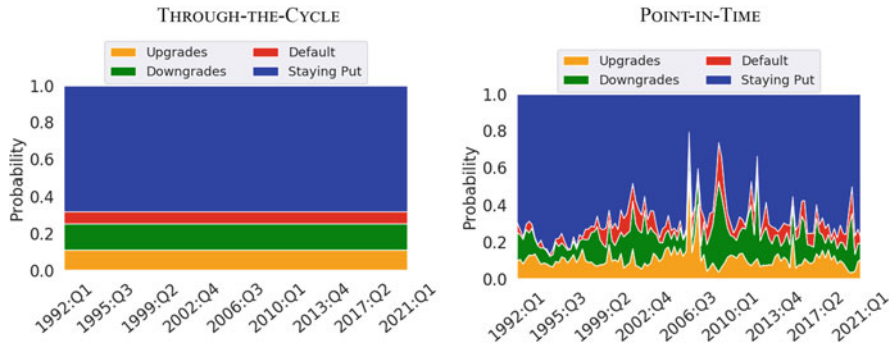 THROUGH-THE-CYCLE
Upgrades
Default
Downgrades
Staying Put
Probability
1.0
0.8
0.6
0.4
0.2
0.0
1992:Q1
1995:Q3
1999:Q2
2002:Q4
2006:Q3
2010:Q1
2013:Q4
2017:Q2
2021:Q1
POINT-IN-TIME
Upgrades
Default
Downgrades
Staying Put
Probability
1.0
0.8
0.6
0.4
0.2
0.0
1992:Q1
1995:Q3
1999:Q2
2002:Q4
2006:Q3
2010:Q1
2013:Q4
2017:Q2
2021:Q1